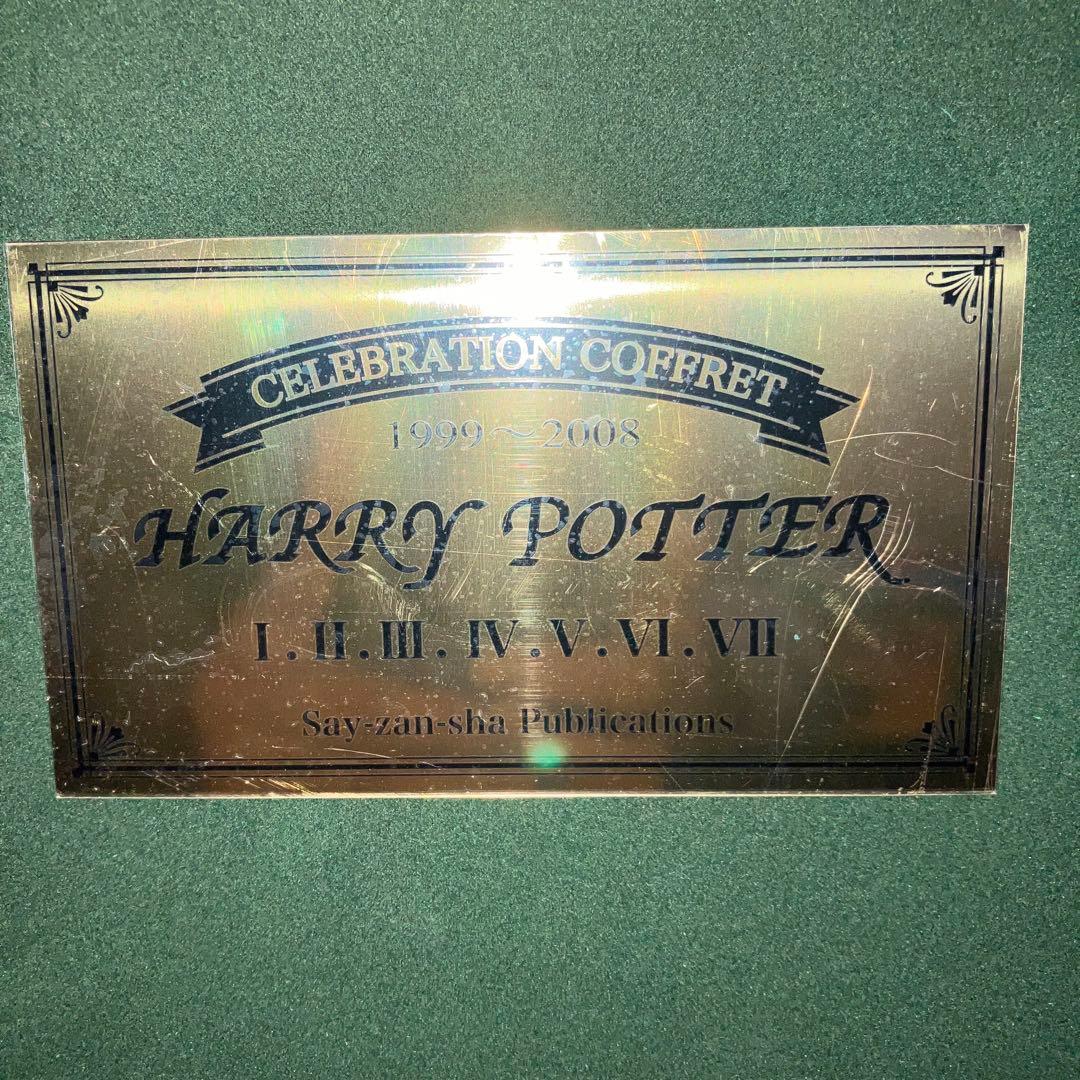 CELEBRATION COFFRET
1999～2008
HARRY POTTER
I.II.III.IV.V.VI.VII
Say-zan-sha Publications